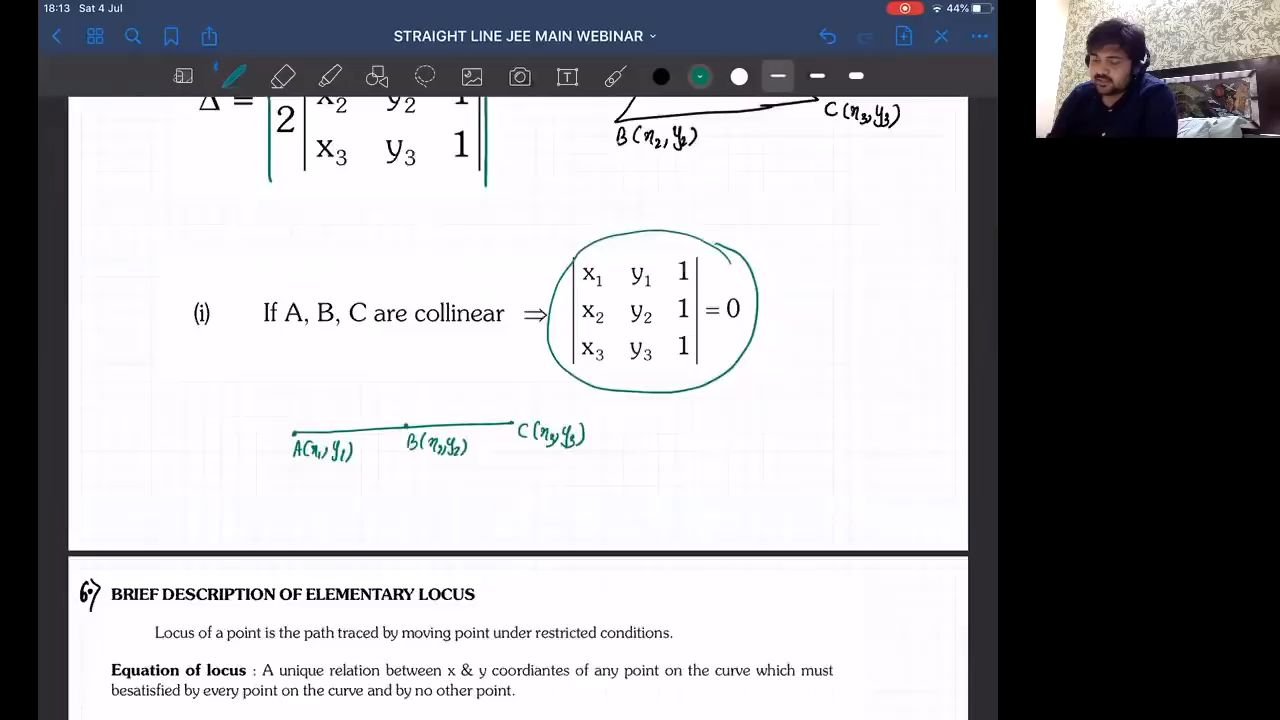 18:13 Sat 4 Jul
44%
STRAIGHT LINE JEE MAIN WEBINAR
Δ = 2 | x₂ y₂ 1
x₃ y₃ 1 |
B(x₂, y₂)
C(x₃, y₃)
x₁ y₁ 1
(i) If A, B, C are collinear ⇒ | x₂ y₂ 1 | = 0
x₃ y₃ 1
A(x₁, y₁) B(x₂, y₂) C(x₃, y₃)
6.) BRIEF DESCRIPTION OF ELEMENTARY LOCUS
Locus of a point is the path traced by moving point under restricted conditions.
Equation of locus : A unique relation between x & y coordiantes of any point on the curve which must
besatisfied by every point on the curve and by no other point.